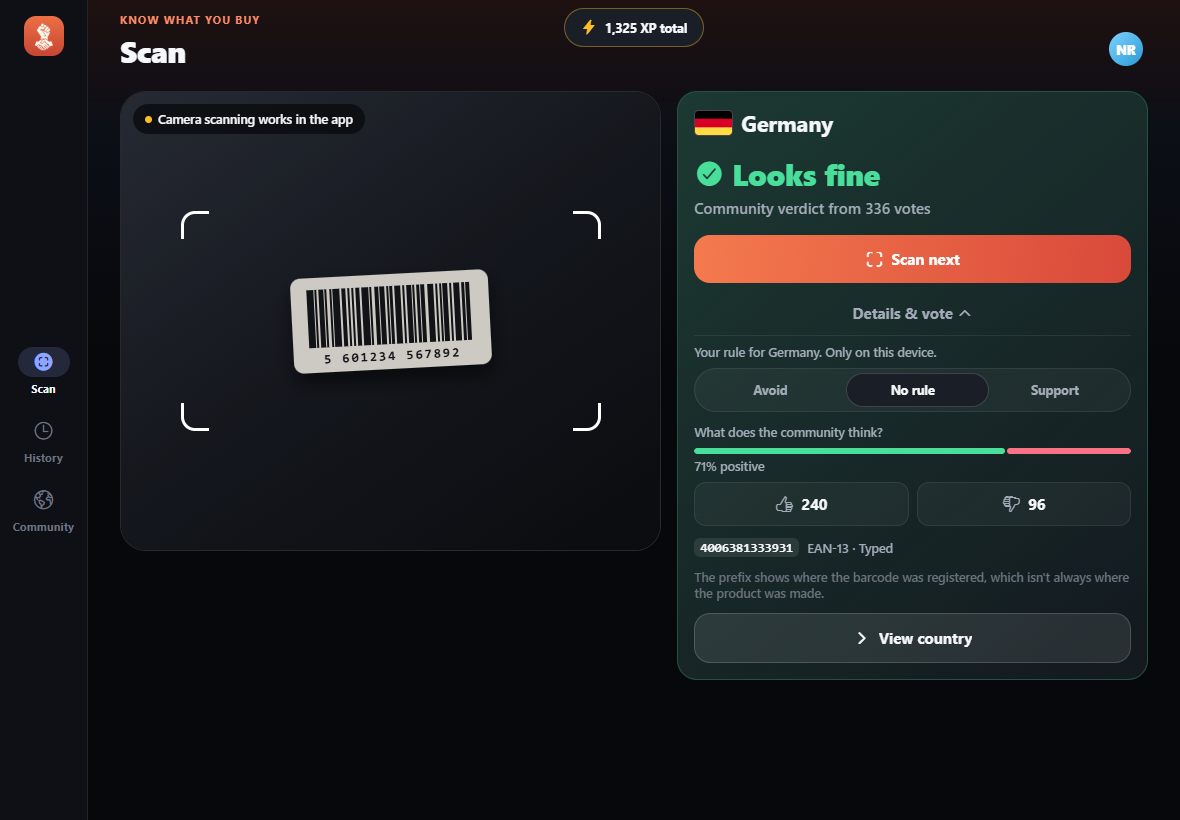 KNOW WHAT YOU BUY
Scan
1,325 XP total
NR
Camera scanning works in the app
5 601234 567892
Scan
History
Community
Germany
Looks fine
Community verdict from 336 votes
Scan next
Details & vote
Your rule for Germany. Only on this device.
Avoid
No rule
Support
What does the community think?
71% positive
240
96
4006381333931 EAN-13 · Typed
The prefix shows where the barcode was registered, which isn't always where
the product was made.
View country